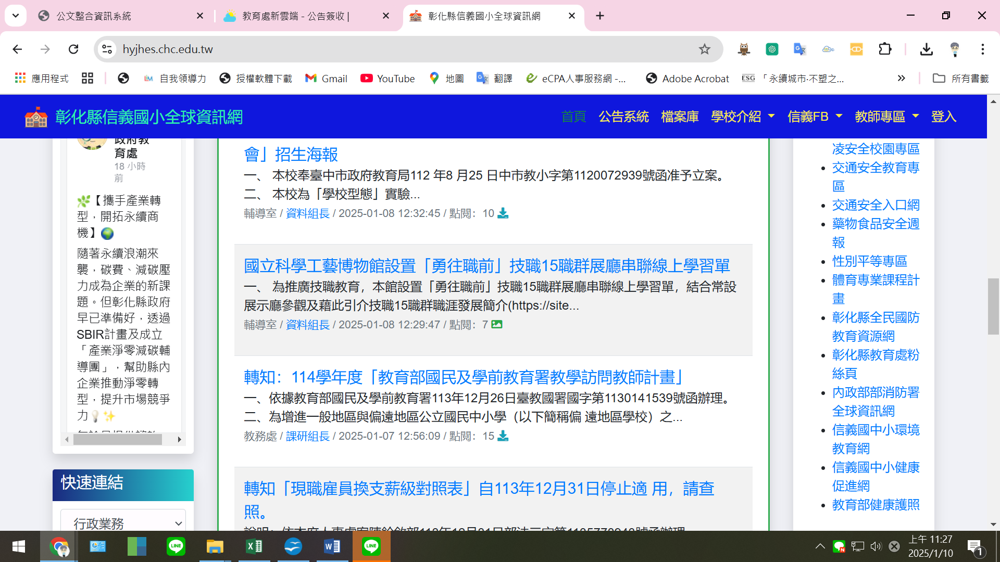 公文整合資訊系統
教育處新雲端 - 公告簽收 |
彰化縣信義國小全球資訊網
hyjhes.chc.edu.tw
應用程式
自我領導力
授權軟體下載
Gmail
YouTube
地圖
翻譯
eCPA人事服務網 -...
Adobe Acrobat
ESG
「永續城市·不塑之...
所有書籤
彰化縣信義國小全球資訊網
首頁
公告系統
檔案庫
學校介紹
信義FB
教師專區
登入
政府教
育處
18 小時
前
🌿【攜手產業轉
型，開拓永續商
機】🌍
隨著永續浪潮來
襲，碳費、減碳壓
力成為企業的新課
題。但彰化縣政府
早已準備好，透過
SBIR計畫及成立
「產業淨零減碳輔
導團」，幫助縣內
企業推動淨零轉
型，提升市場競爭
力💡✨
快速連結
行政業務
會」招生海報
一、 本校奉臺中市政府教育局112 年8 月25 日中市教小字第1120072939號函准予立案。
二、 本校為「學校型態」實驗...
輔導室 / 資料組長 / 2025-01-08 12:32:45 / 點閱：10
國立科學工藝博物館設置「勇往職前」技職15職群展廳串聯線上學習單
一、 為推廣技職教育，本館設置「勇往職前」技職15職群展廳串聯線上學習單，結合常設
展示廳參觀及藉此引介技職15職群職涯發展簡介(https://site...
輔導室 / 資料組長 / 2025-01-08 12:29:47 / 點閱：7
轉知：114學年度「教育部國民及學前教育署教學訪問教師計畫」
一、依據教育部國民及學前教育署113年12月26日臺教國署國字第1130141539號函辦理。
二、為增進一般地區與偏遠地區公立國民中小學（以下簡稱偏 遠地區學校）之...
教務處 / 課研組長 / 2025-01-07 12:56:09 / 點閱：15
轉知「現職雇員換支薪級對照表」自113年12月31日停止適 用，請查
照。
凌安全校園專區
交通安全教育專
區
交通安全入口網
藥物食品安全週
報
性別平等專區
體育專業課程計
畫
彰化縣全民國防
教育資源網
彰化縣教育處粉
絲頁
內政部部消防署
全球資訊網
信義國中小環境
教育網
信義國中小健康
促進網
教育部健康護照
上午 11:27
2025/1/10
1